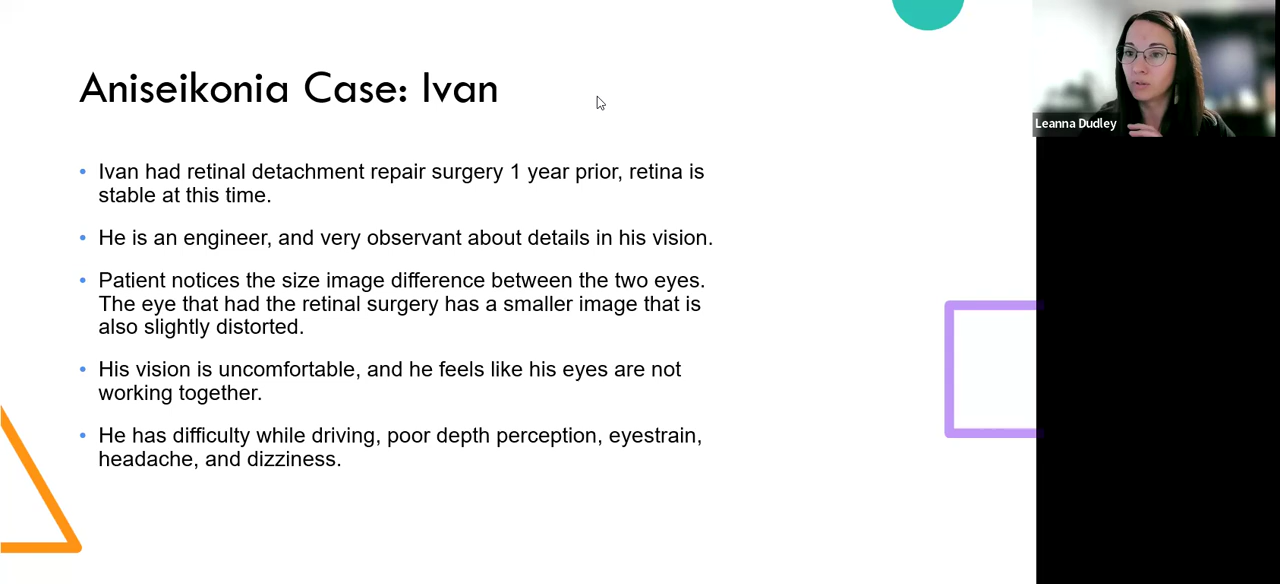 Aniseikonia Case: Ivan
Leanna Dudley
• Ivan had retinal detachment repair surgery 1 year prior, retina is
stable at this time.
• He is an engineer, and very observant about details in his vision.
• Patient notices the size image difference between the two eyes.
The eye that had the retinal surgery has a smaller image that is
also slightly distorted.
• His vision is uncomfortable, and he feels like his eyes are not
working together.
• He has difficulty while driving, poor depth perception, eyestrain,
headache, and dizziness.